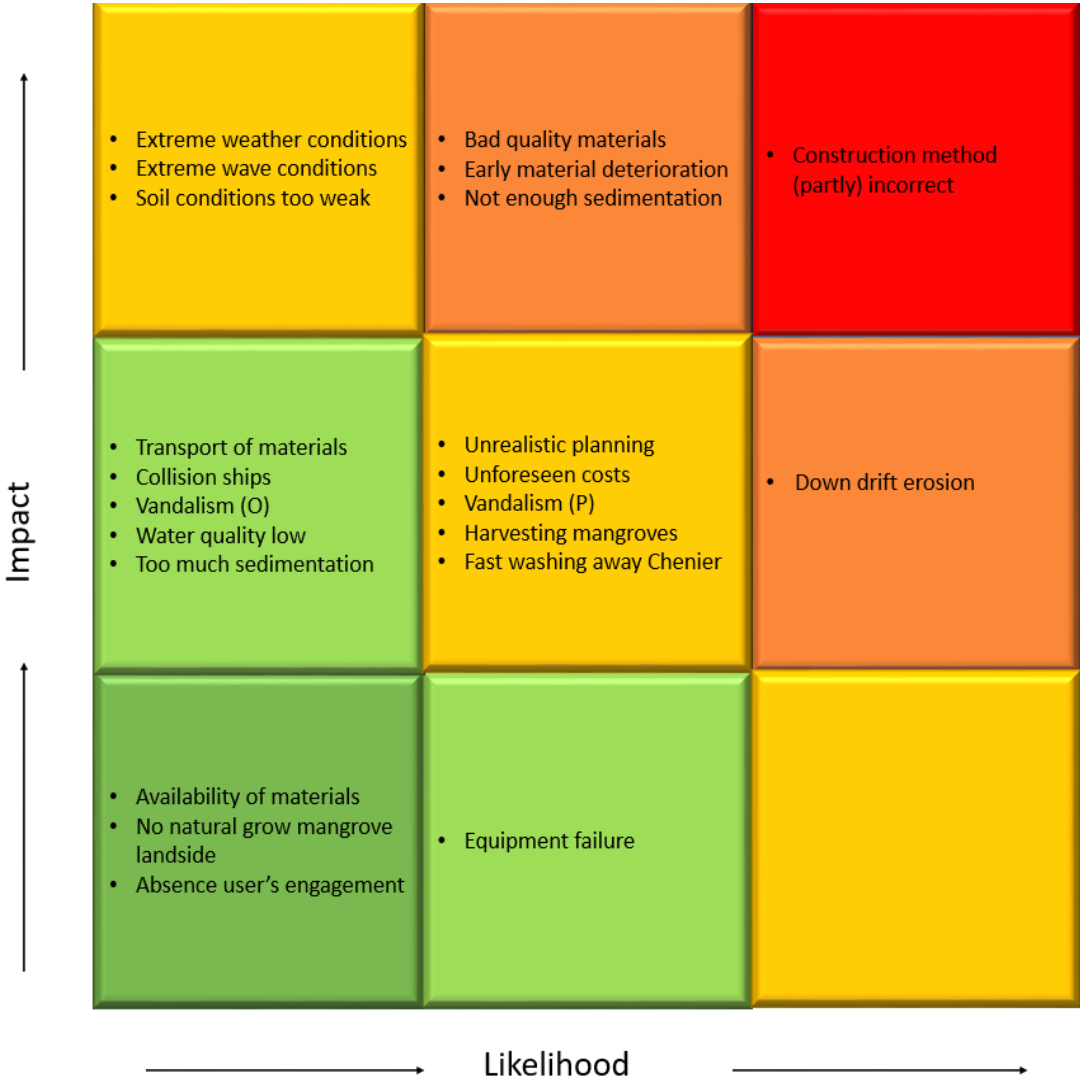 • Extreme weather conditions
• Extreme wave conditions
• Soil conditions too weak
• Bad quality materials
• Early material deterioration
• Not enough sedimentation
• Construction method
(partly) incorrect
Impact
• Transport of materials
• Collision ships
• Vandalism (O)
• Water quality low
• Too much sedimentation
• Unrealistic planning
• Unforeseen costs
• Vandalism (P)
• Harvesting mangroves
• Fast washing away Chenier
• Down drift erosion
• Availability of materials
• No natural grow mangrove
landside
• Absence user’s engagement
• Equipment failure
Likelihood